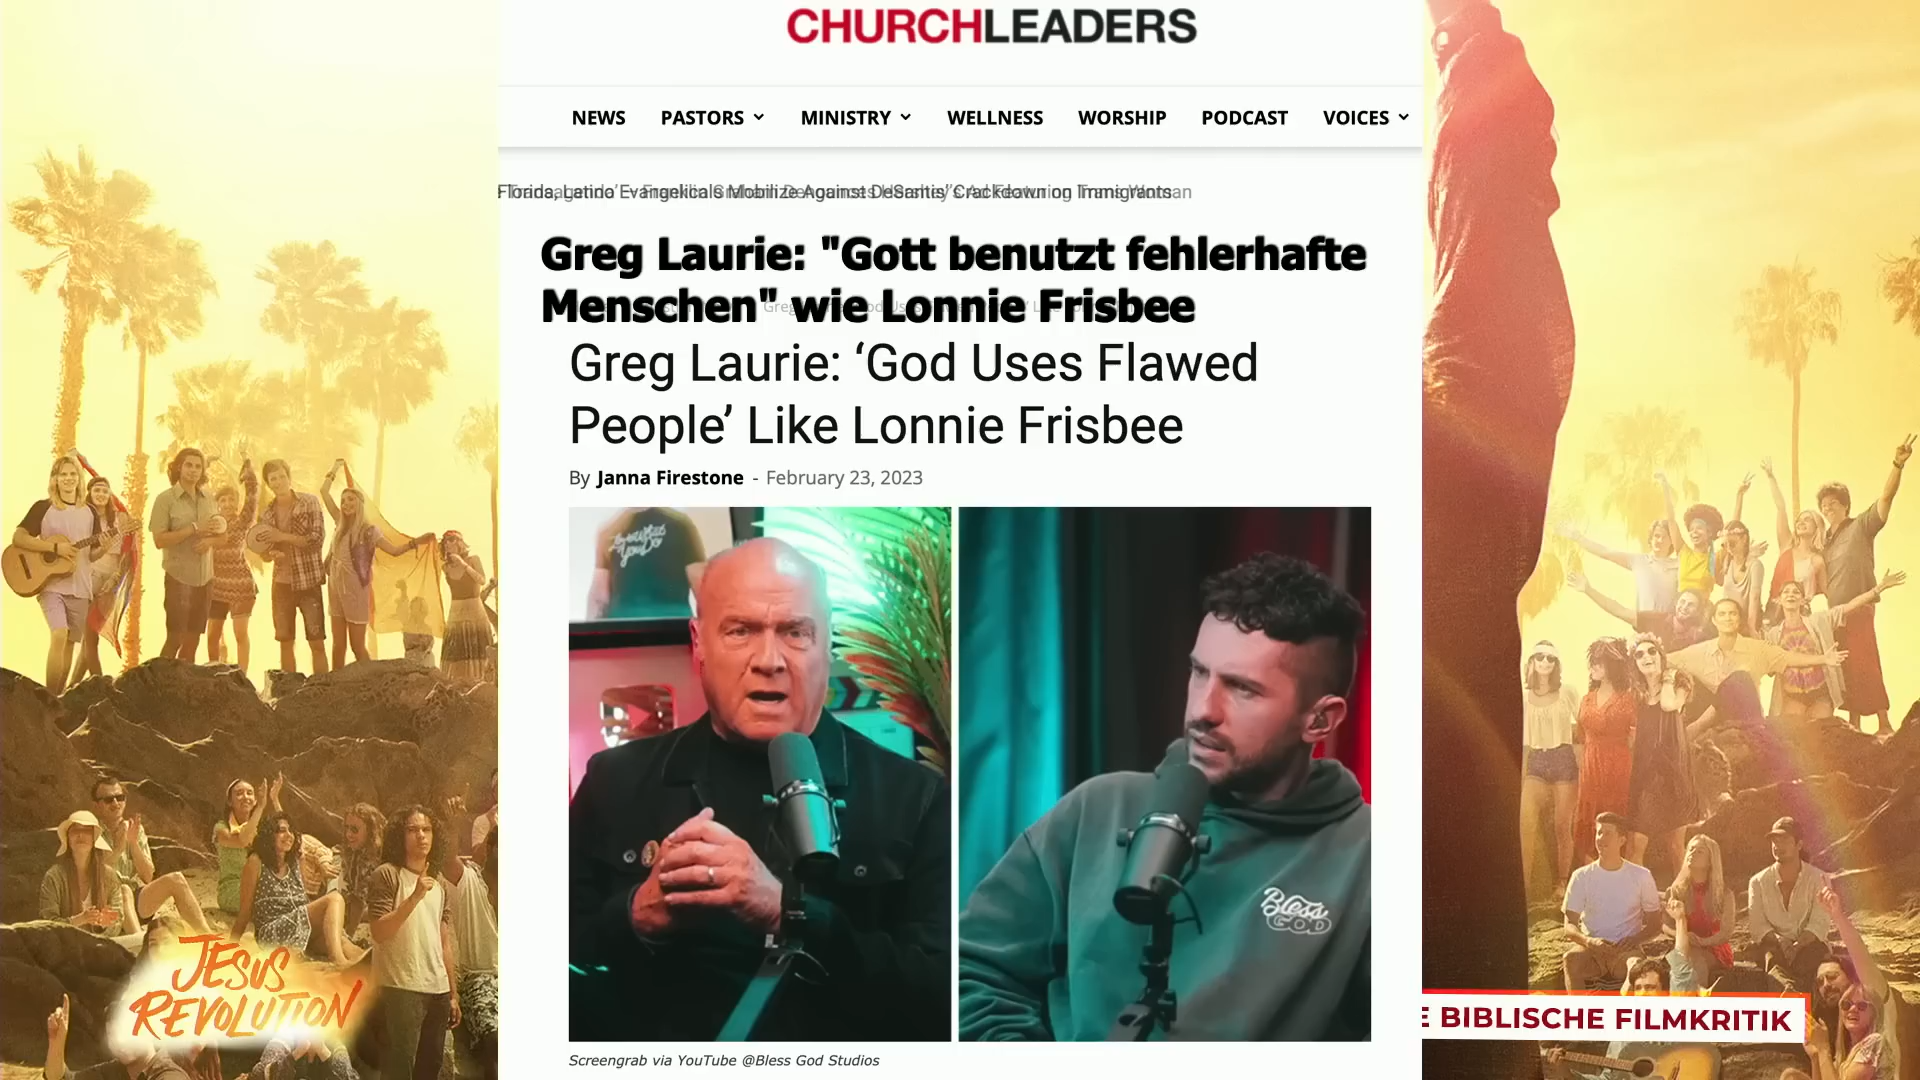 CHURCHLEADERS
NEWS PASTORS MINISTRY WELLNESS WORSHIP PODCAST VOICES
Greg Laurie: "Gott benutzt fehlerhafte
Menschen" wie Lonnie Frisbee
Greg Laurie: ‘God Uses Flawed
People’ Like Lonnie Frisbee
By Janna Firestone - February 23, 2023
Bless
GOD
JESUS
REVOLUTION
E BIBLISCHE FILMKRITIK
Screengrab via YouTube @Bless God Studios